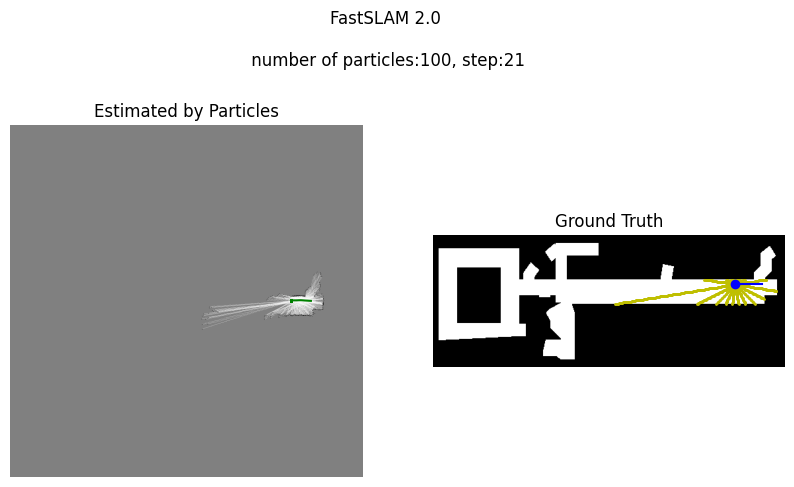 FastSLAM 2.0
number of particles:100, step:21
Estimated by Particles
Ground Truth